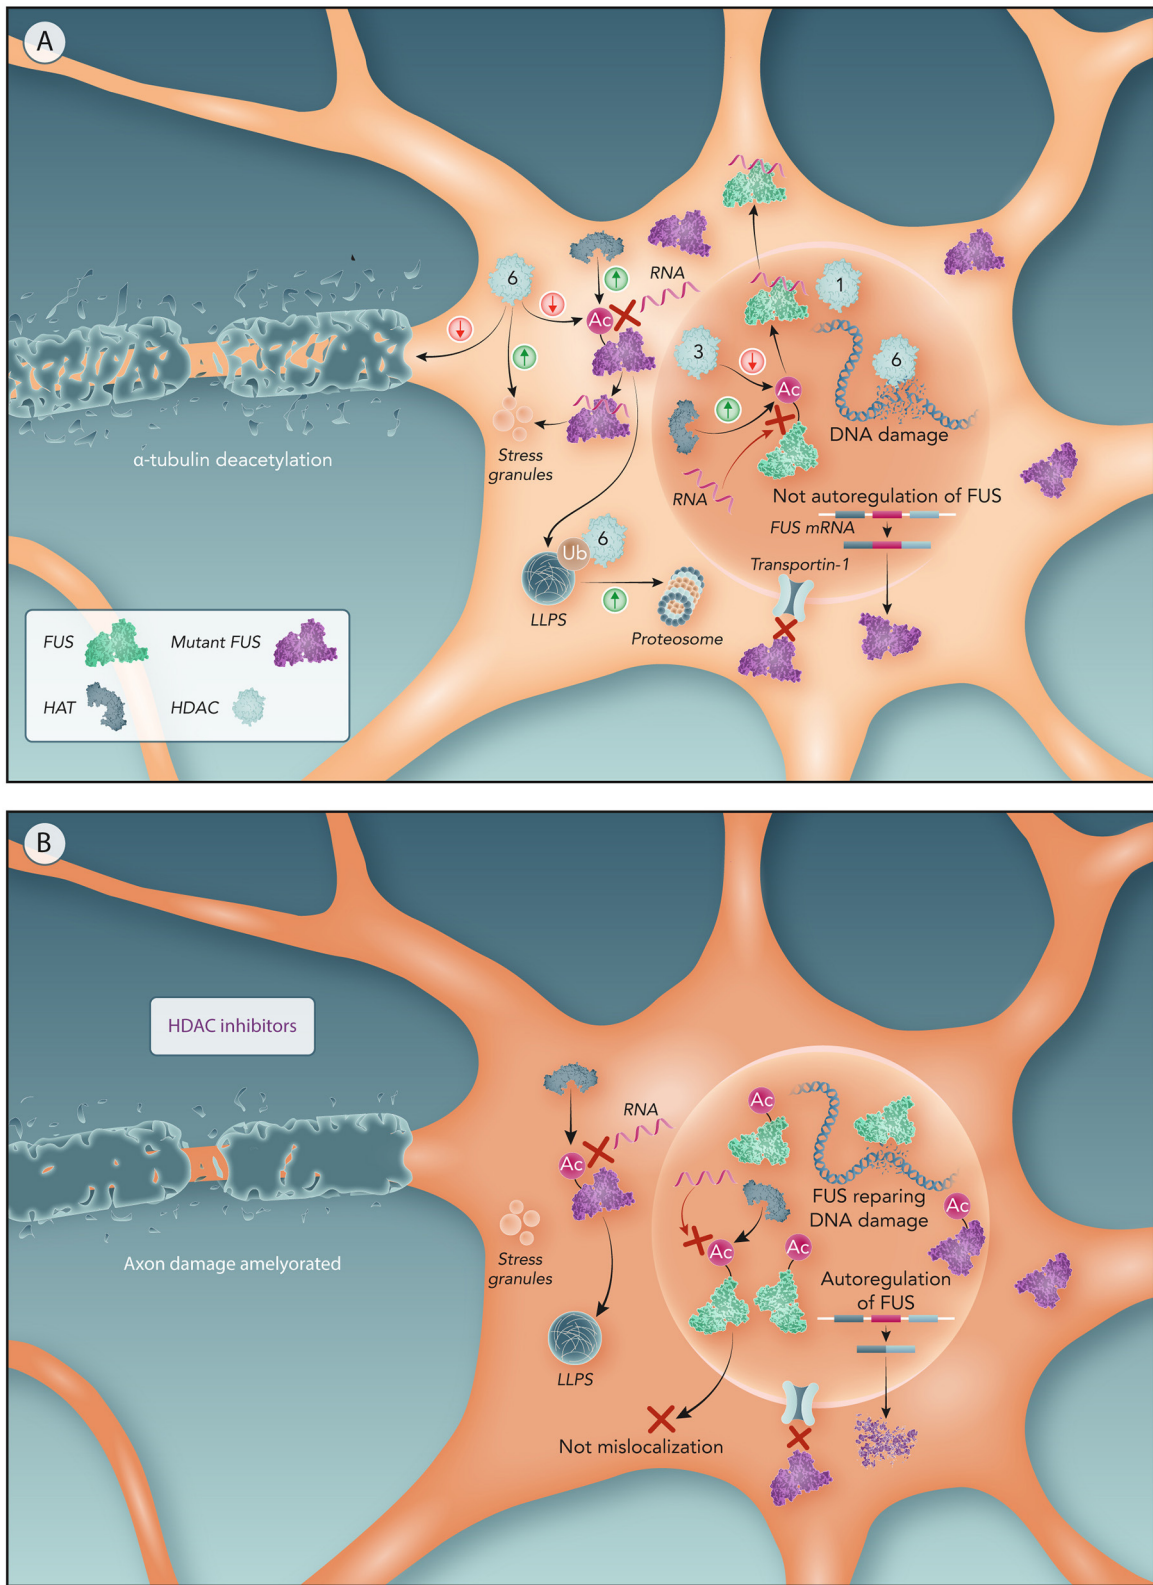 A
6
RNA
1
Ac
3
6
Ac
DNA damage
α-tubulin deacetylation
Stress
granules
RNA
Not autoregulation of FUS
FUS mRNA
Ub
6
Transportin-1
LLPS
Proteosome
FUS
Mutant FUS
HAT
HDAC
B
HDAC inhibitors
RNA
Ac
Ac
FUS reparing
DNA damage
Ac
Ac
Ac
Stress
granules
Axon damage amelyorated
Autoregulation
of FUS
LLPS
Not mislocalization